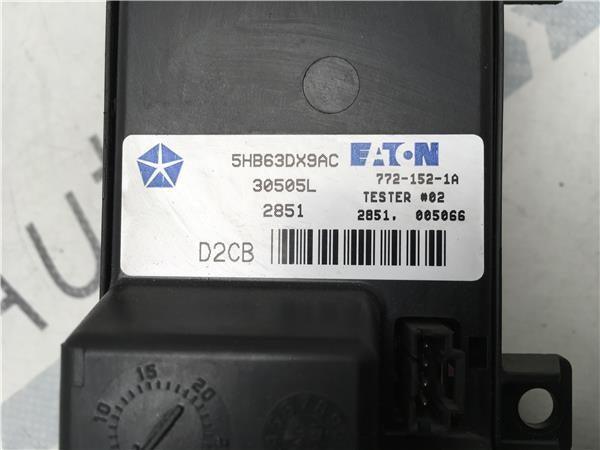 5HB63DX9AC EATON
30505L 772-152-1A
TESTER #02
2851 2851, 005066
D2CB
10 15 20